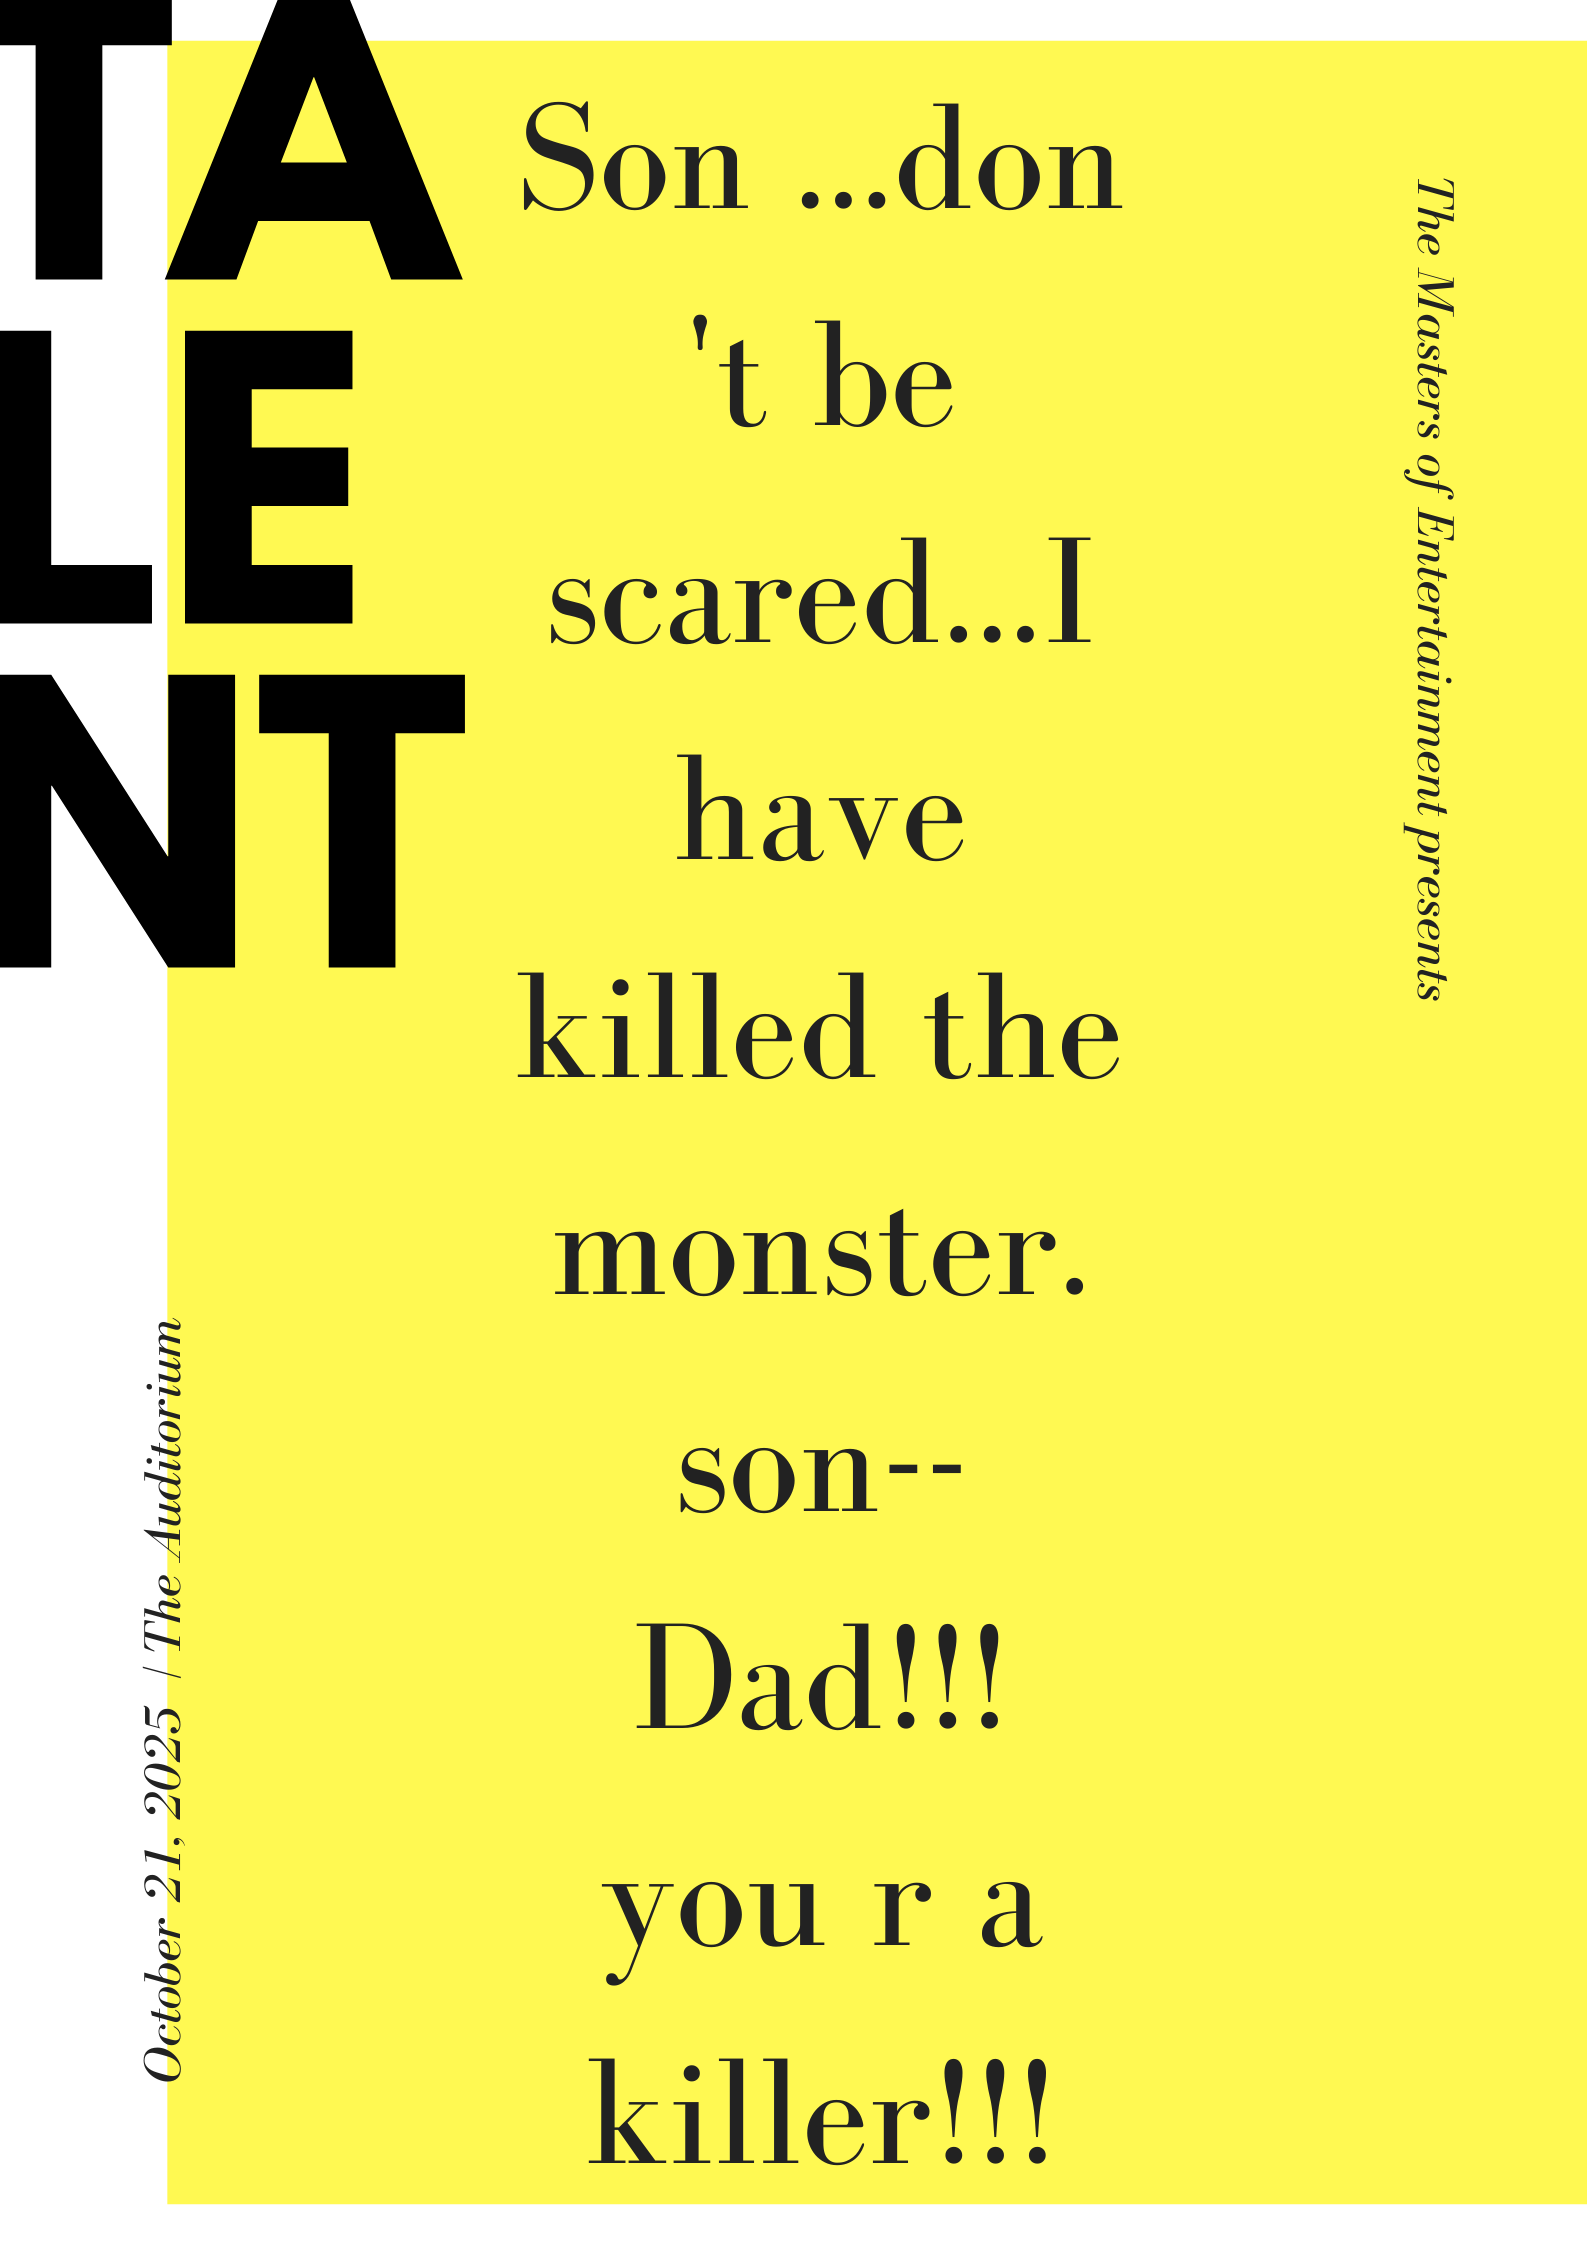 TA
LE
NT
Son ...don
't be
scared...I
have
killed the
monster.
son--
Dad!!!
you r a
killer!!!
The Masters of Entertainment presents
October 21, 2025 | The Auditorium